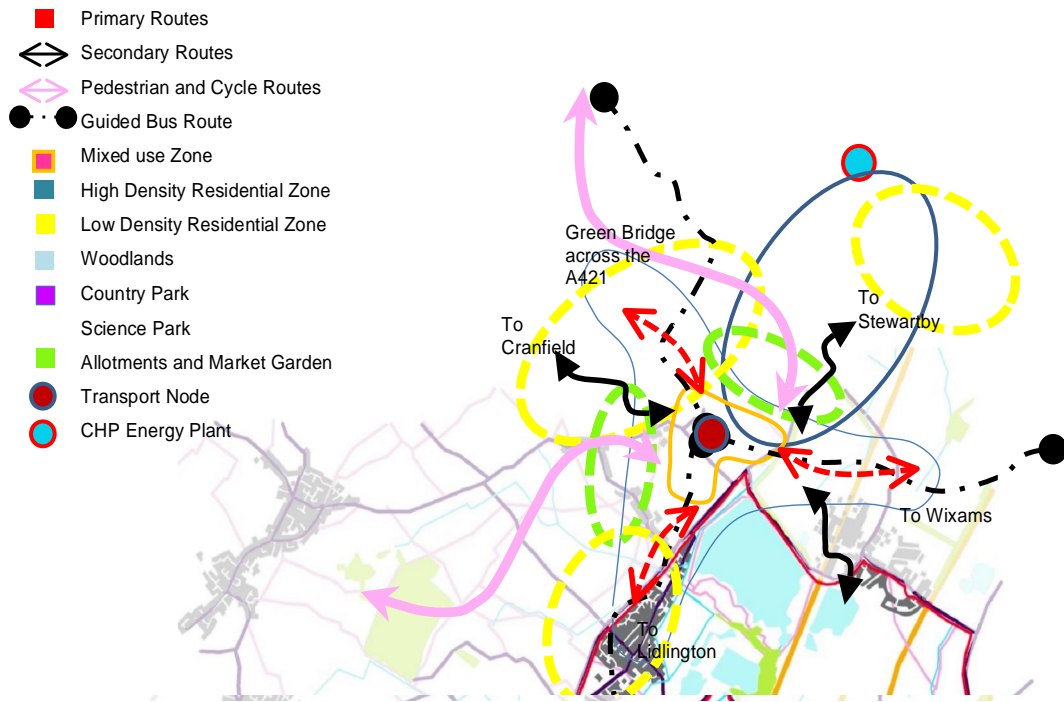 Primary Routes
Secondary Routes
Pedestrian and Cycle Routes
Guided Bus Route
Mixed use Zone
High Density Residential Zone
Low Density Residential Zone
Woodlands
Country Park
Science Park
Allotments and Market Garden
Transport Node
CHP Energy Plant
Green Bridge
across the
A421
To
Stewartby
To
Cranfield
To Wixams
To
Lidlington